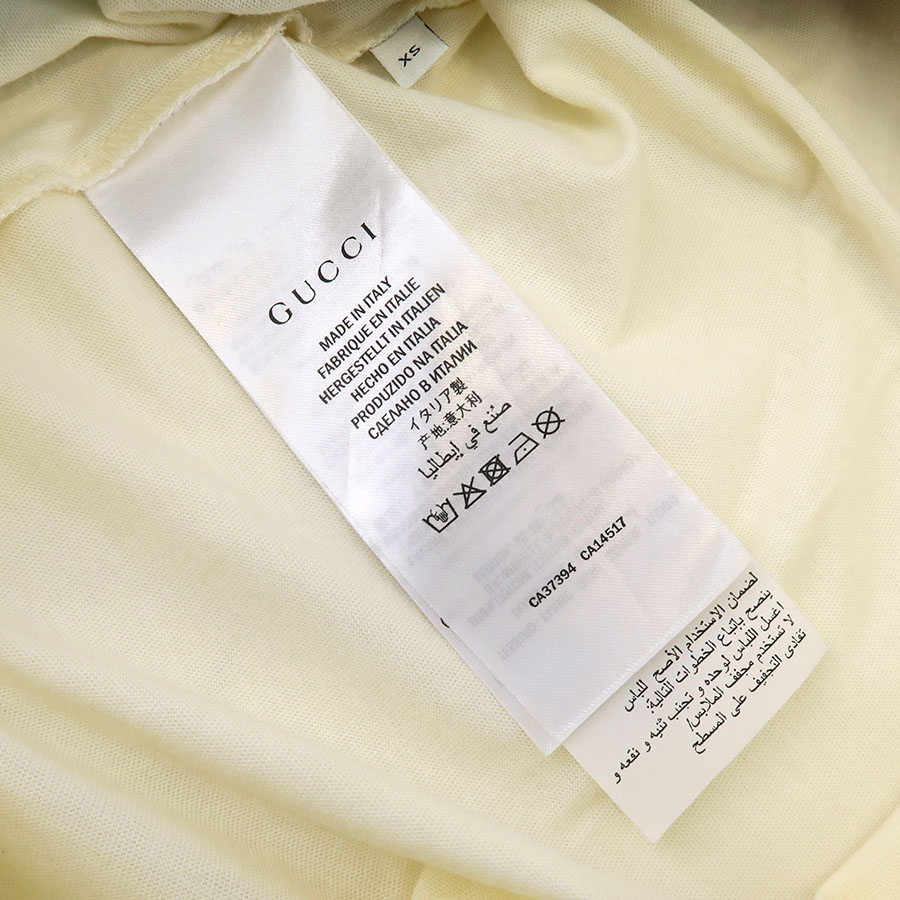 XS
GUCCI
MADE IN ITALY
FABRIQUE EN ITALIE
HERGESTELLT IN ITALIEN
HECHO EN ITALIA
PRODUZIDO NA ITALIA
СДЕЛАНО В ИТАЛИИ
イタリア製
产地:意大利
صنع في إيطاليا
CA37394 CA14517
لضمان الاستخدام الأصح للباس
ينصح بإتباع الخطوات التالية:
اغسل اللباس لوحده و تجنب ثنيه و نقعه و
لا تستخدم مجفف الملابس/
تفادى التجفيف على المسطح